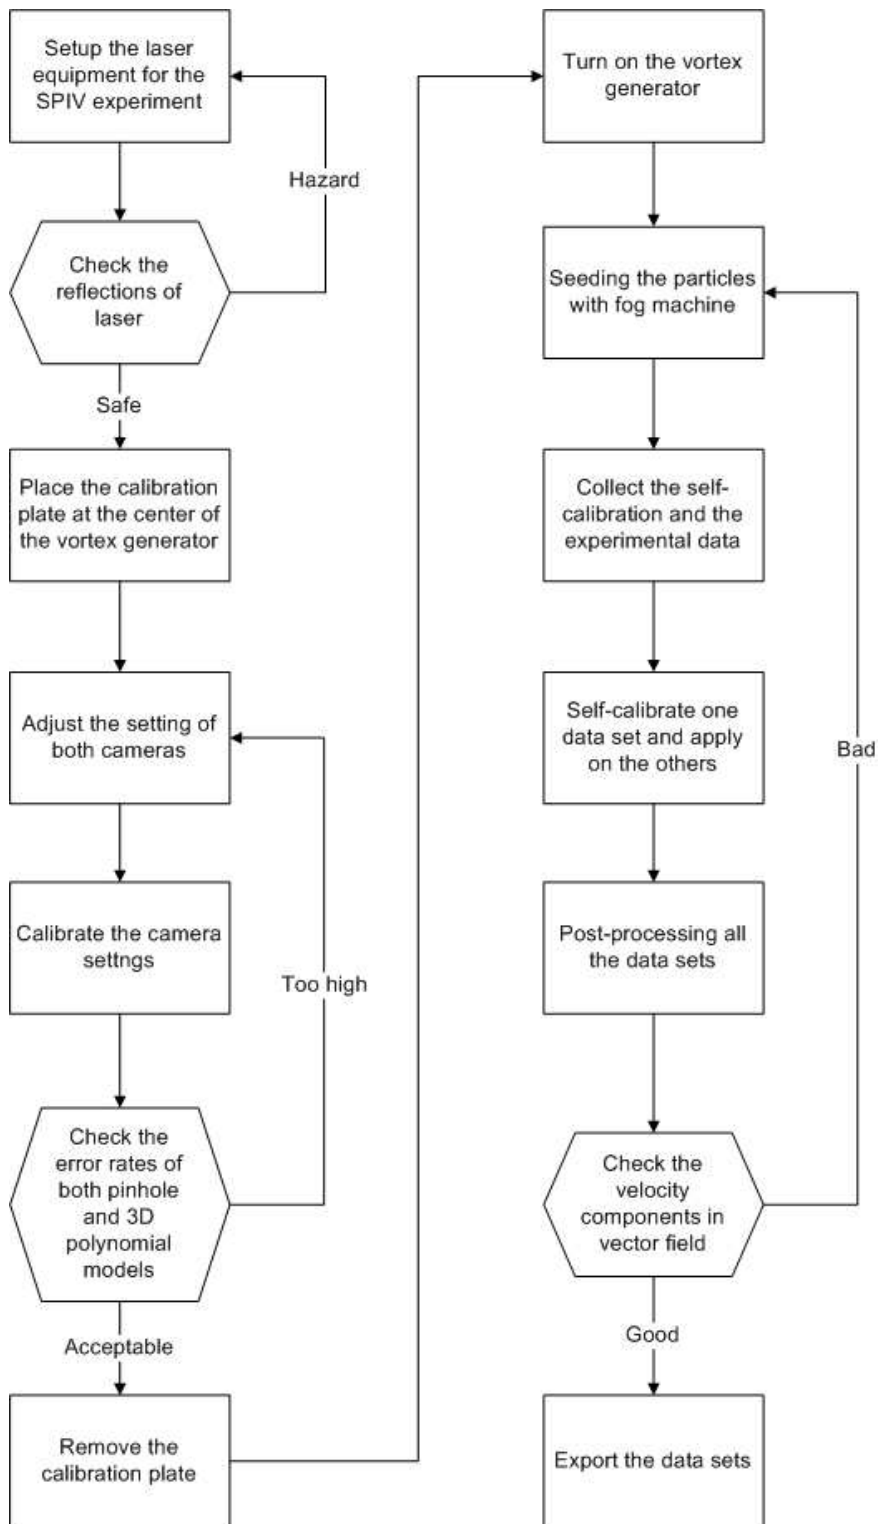 Setup the laser
equipment for the
SPIV experiment
Hazard
Check the
reflections of
laser
Safe
Place the calibration
plate at the center of
the vortex generator
Adjust the setting of
both cameras
Calibrate the camera
settngs
Too high
Check the
error rates of
both pinhole
and 3D
polynomial
models
Acceptable
Remove the
calibration plate
Turn on the vortex
generator
Seeding the particles
with fog machine
Collect the self-
calibration and the
experimental data
Self-calibrate one
data set and apply
on the others
Bad
Post-processing all
the data sets
Check the
velocity
components in
vector field
Good
Export the data sets